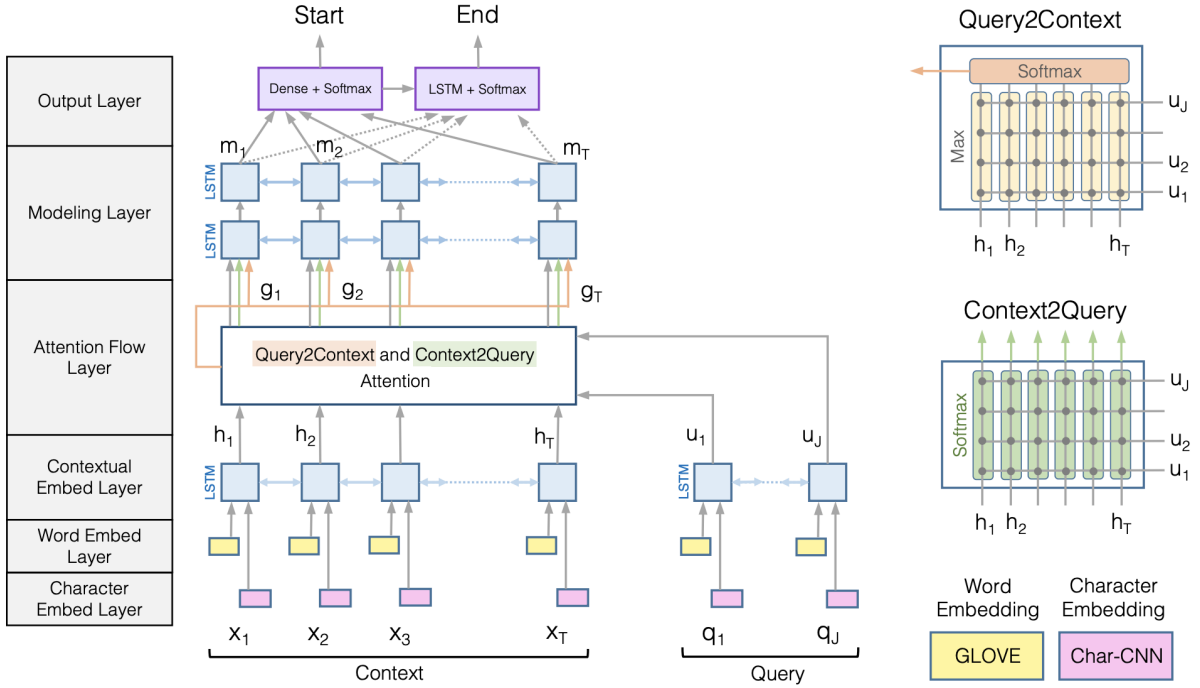 Start
End
Output Layer
Dense + Softmax
LSTM + Softmax
m1
m2
mT
LSTM
Modeling Layer
LSTM
g1
g2
gT
Attention Flow
Layer
Query2Context and Context2Query
Attention
h1
h2
hT
u1
uJ
Contextual
Embed Layer
LSTM
LSTM
Word Embed
Layer
Character
Embed Layer
x1
x2
x3
xT
q1
qJ
Context
Query
Query2Context
Softmax
Max
uJ
u2
u1
h1
h2
hT
Context2Query
Softmax
uJ
u2
u1
h1
h2
hT
Word
Embedding
Character
Embedding
GLOVE
Char-CNN